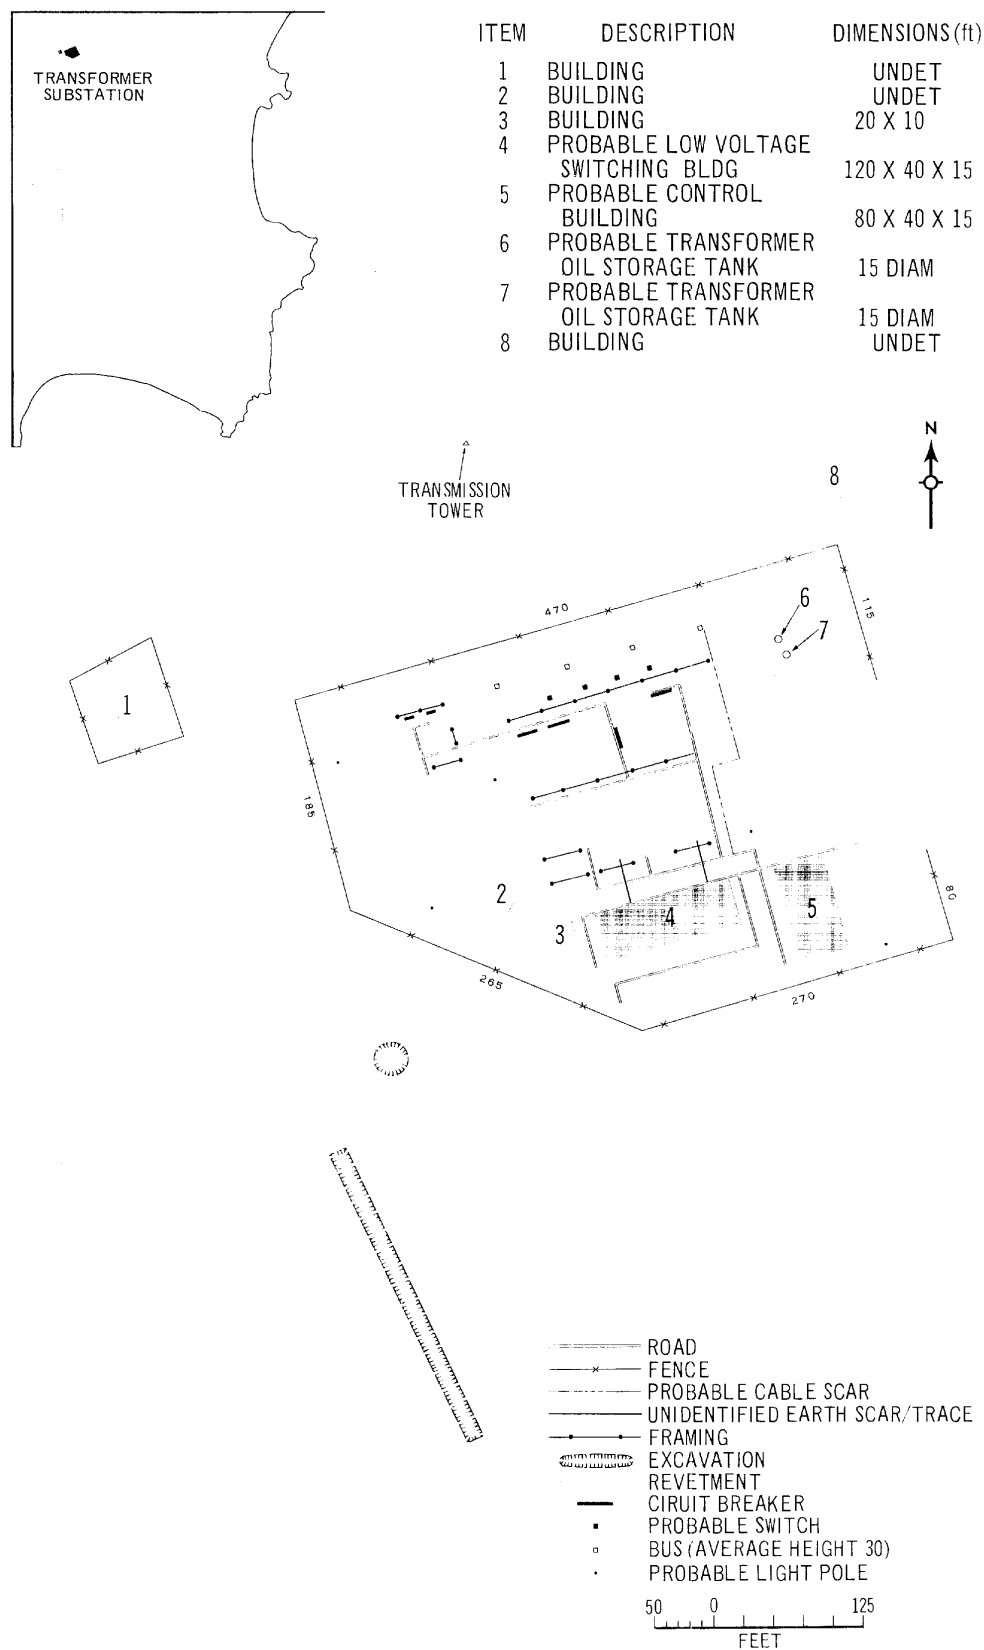 TRANSFORMER
SUBSTATION
ITEM DESCRIPTION DIMENSIONS (ft)
1 BUILDING UNDET
2 BUILDING UNDET
3 BUILDING 20 X 10
4 PROBABLE LOW VOLTAGE
SWITCHING BLDG 120 X 40 X 15
5 PROBABLE CONTROL
BUILDING 80 X 40 X 15
6 PROBABLE TRANSFORMER
OIL STORAGE TANK 15 DIAM
7 PROBABLE TRANSFORMER
OIL STORAGE TANK 15 DIAM
8 BUILDING UNDET
N
TRANSMISSION
TOWER
8
470
115
6
7
1
185
2
3
4
5
80
265
270
ROAD
FENCE
PROBABLE CABLE SCAR
UNIDENTIFIED EARTH SCAR/TRACE
FRAMING
EXCAVATION
REVETMENT
CIRUIT BREAKER
PROBABLE SWITCH
BUS (AVERAGE HEIGHT 30)
PROBABLE LIGHT POLE
50 0 125
FEET